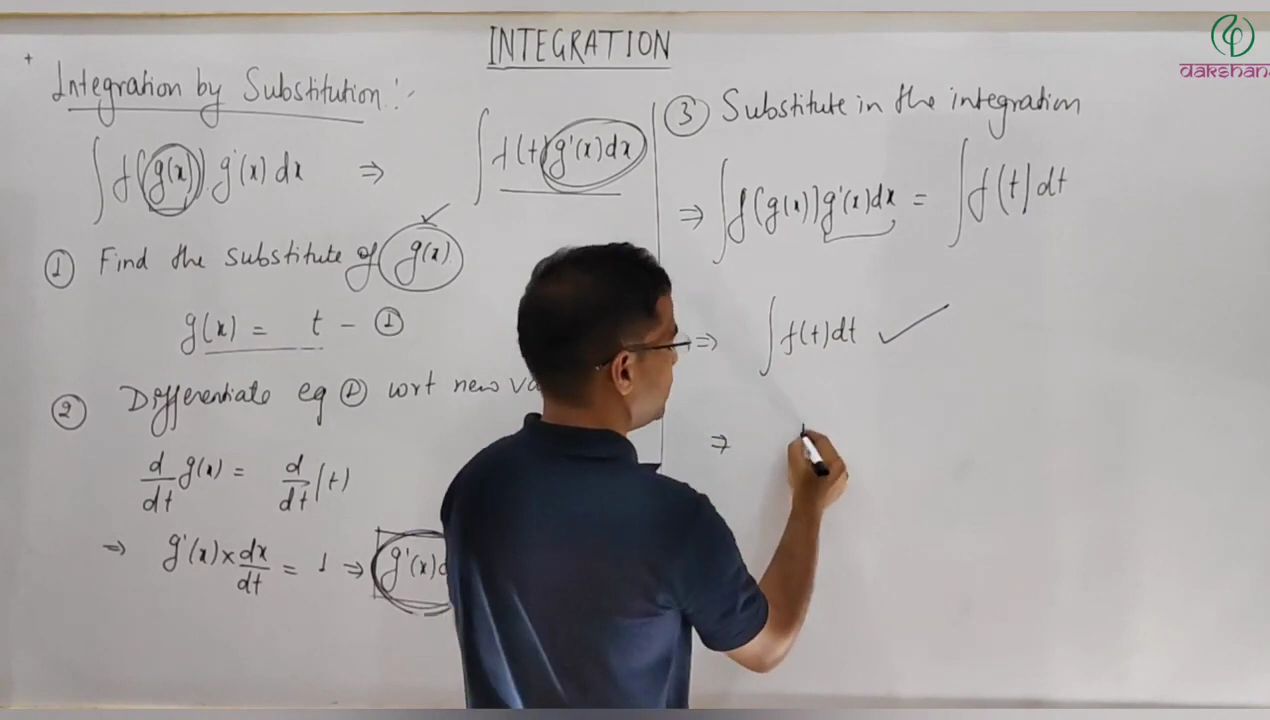 INTEGRATION
dakshana
Integration by Substitution :-
∫ f(g(x)) g'(x) dx ⇒ ∫ f(t) g'(x)dx
① Find the substitute of g(x).
g(x) = t - ①
② Differentiate eq ① wrt new
d/dt g(x) = d/dt (t)
⇒ g'(x) × dx/dt = 1 ⇒ g'(x)
③ Substitute in the integration
⇒ ∫ f(g(x)) g'(x)dx = ∫ f(t) dt
⇒ ∫ f(t)dt ✓
⇒